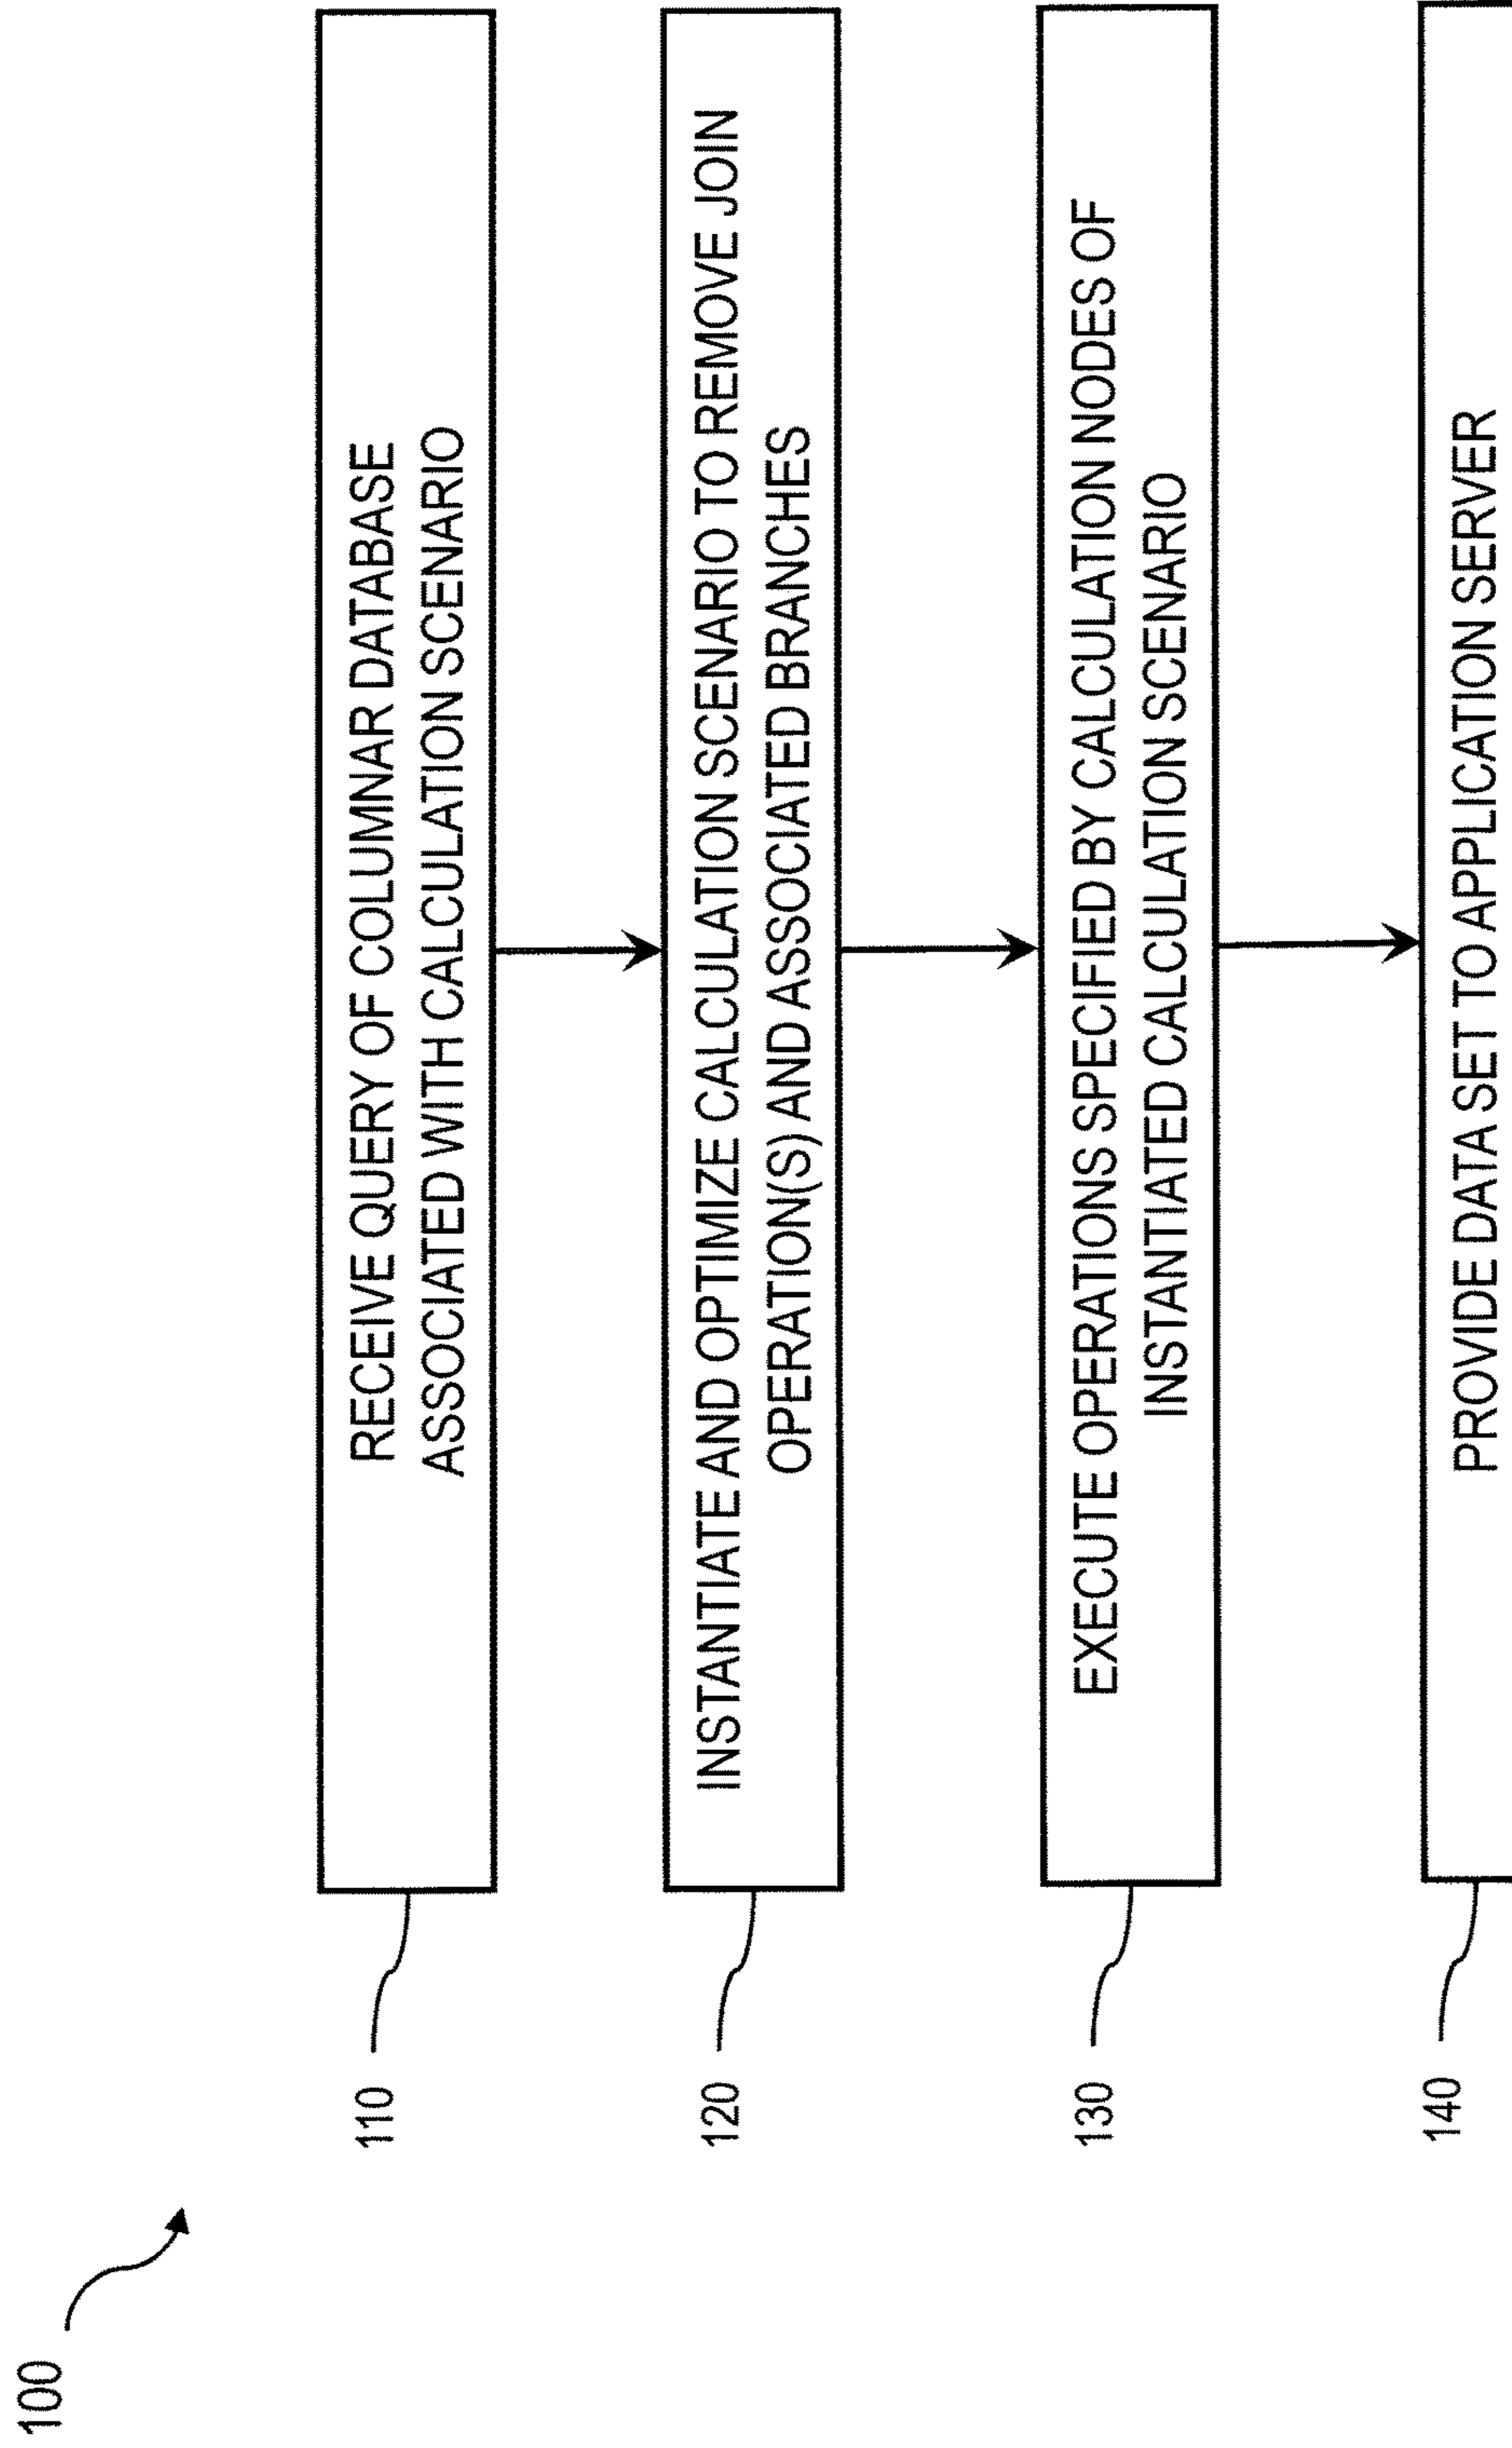 100
110
RECEIVE QUERY OF COLUMNAR DATABASE
ASSOCIATED WITH CALCULATION SCENARIO
120
INSTANTIATE AND OPTIMIZE CALCULATION SCENARIO TO REMOVE JOIN
OPERATION(S) AND ASSOCIATED BRANCHES
130
EXECUTE OPERATIONS SPECIFIED BY CALCULATION NODES OF
INSTANTIATED CALCULATION SCENARIO
140
PROVIDE DATA SET TO APPLICATION SERVER